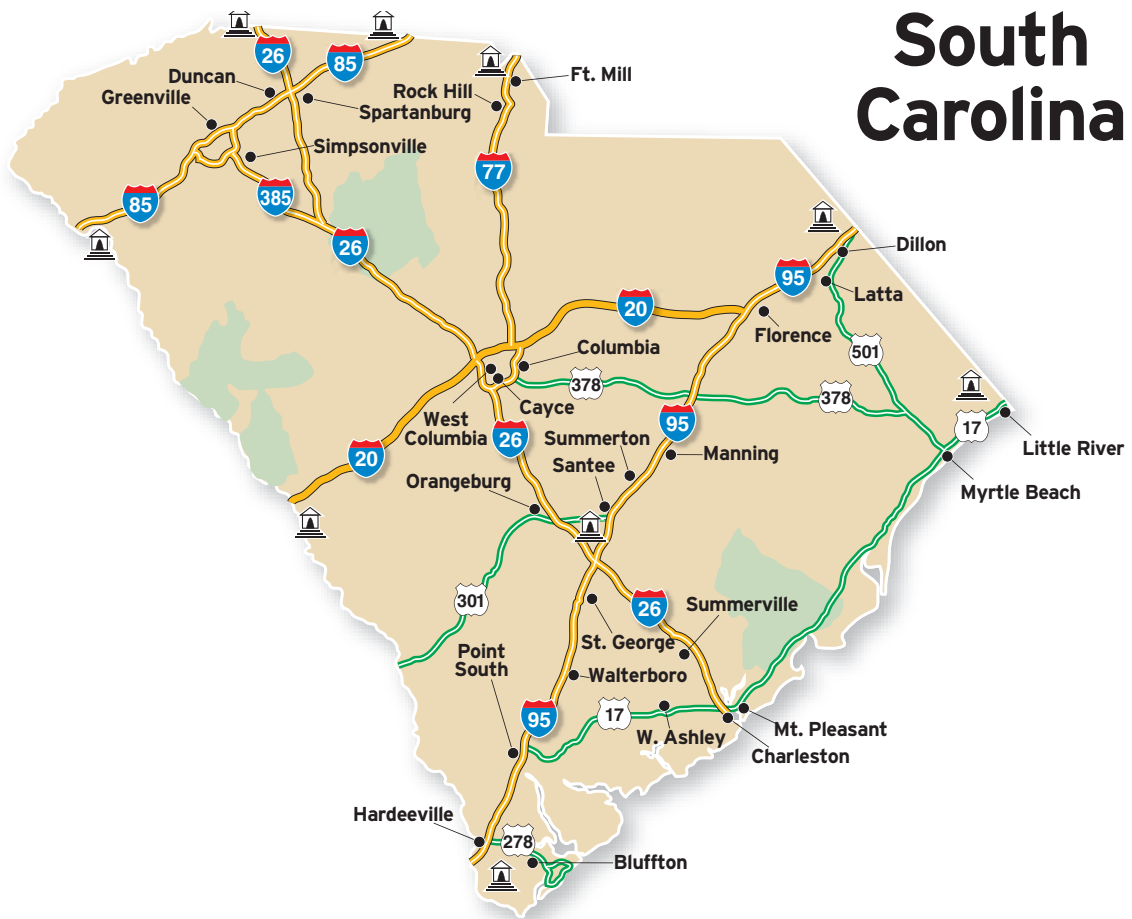 South
Carolina
26
85
Duncan
Ft. Mill
Greenville
Rock Hill
Spartanburg
Simpsonville
77
85
385
26
Dillon
95
Latta
20
Florence
Columbia
501
378
378
Cayce
West
Columbia
26
95
17
Summerton
Little River
20
Santee
Manning
Orangeburg
Myrtle Beach
301
26
Summerville
St. George
Point
South
Walterboro
95
17
W. Ashley
Mt. Pleasant
Charleston
Hardeeville
278
Bluffton